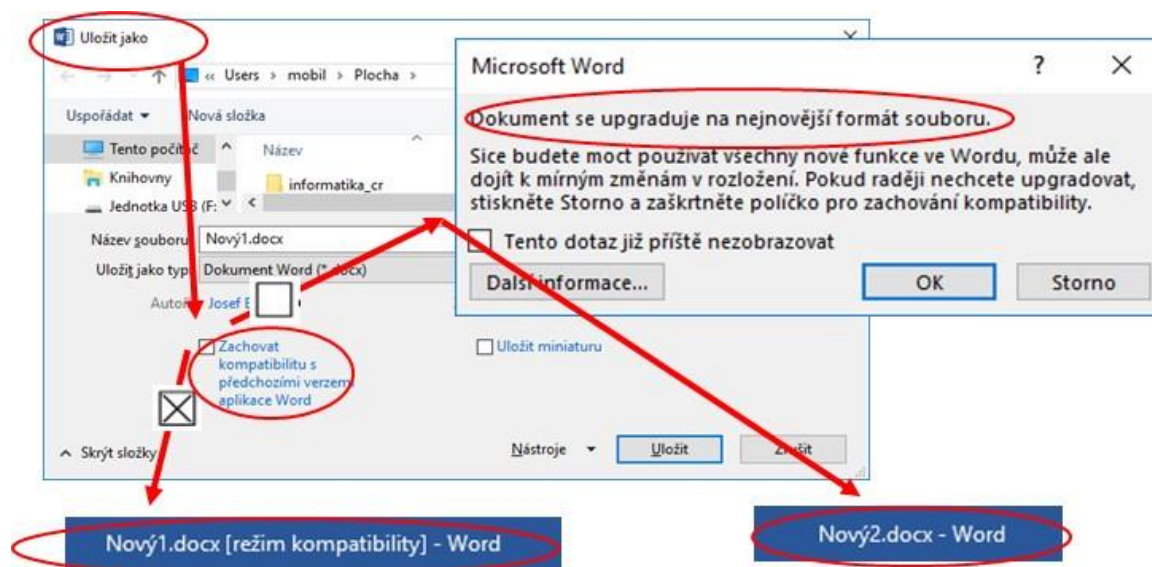 Uložit jako
« Users › mobil › Plocha ›
Uspořádat
Nová složka
Tento počítač
Knihovny
Jednotka USB (F:
Název
informatika_cr
Název souboru
Nový1.docx
Uložit jako typ
Dokument Word (*.docx)
Josef
Zachovat
kompatibilitu s
předchozími verzemi
aplikace Word
Uložit miniaturu
Skrýt složky
Nástroje
Uložit
Zrušit
Microsoft Word
? X
Dokument se upgraduje na nejnovější formát souboru.
Sice budete moct používat všechny nové funkce ve Wordu, může ale
dojít k mírným změnám v rozložení. Pokud raději nechcete upgradovat,
stiskněte Storno a zaškrtněte políčko pro zachování kompatibility.
Tento dotaz již příště nezobrazovat
Další informace...
OK
Storno
Nový1.docx [režim kompatibility] - Word
Nový2.docx - Word